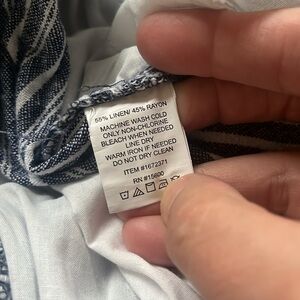 55% LINEN/ 45% RAYON
MACHINE WASH COLD
ONLY NON-CHLORINE
BLEACH WHEN NEEDED
LINE DRY
WARM IRON IF NEEDED
DO NOT DRY CLEAN
ITEM #1672371
RN #15600